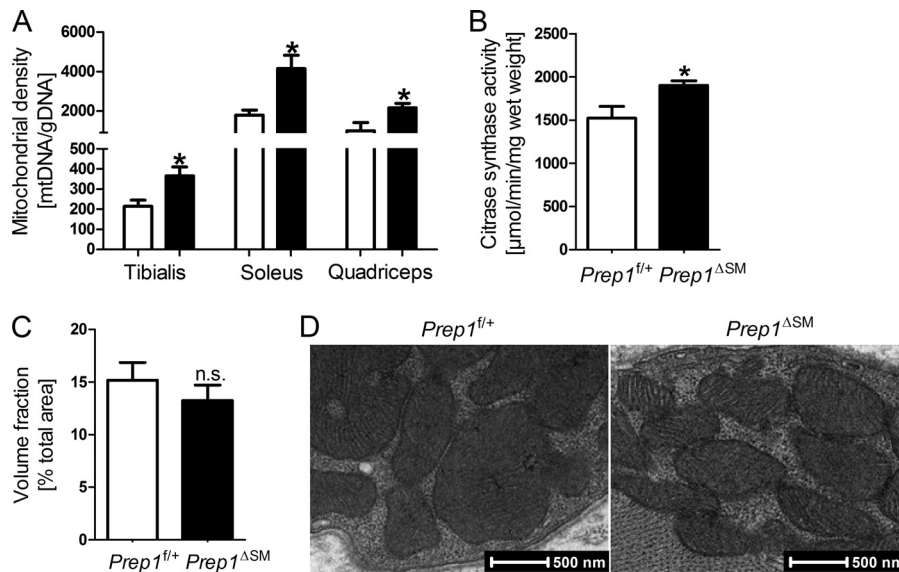 A
Mitochondrial density
[mtDNA/gDNA]
6000
4000
2000
500
400
300
200
100
0
*
*
*
Tibialis
Soleus
Quadriceps
B
Citrase synthase activity
[µmol/min/mg wet weight]
2500
2000
1500
1000
500
0
*
Prep1f/+
Prep1ΔSM
C
Volume fraction
[% total area]
20
15
10
5
0
n.s.
Prep1f/+
Prep1ΔSM
D
Prep1f/+
Prep1ΔSM
500 nm
500 nm